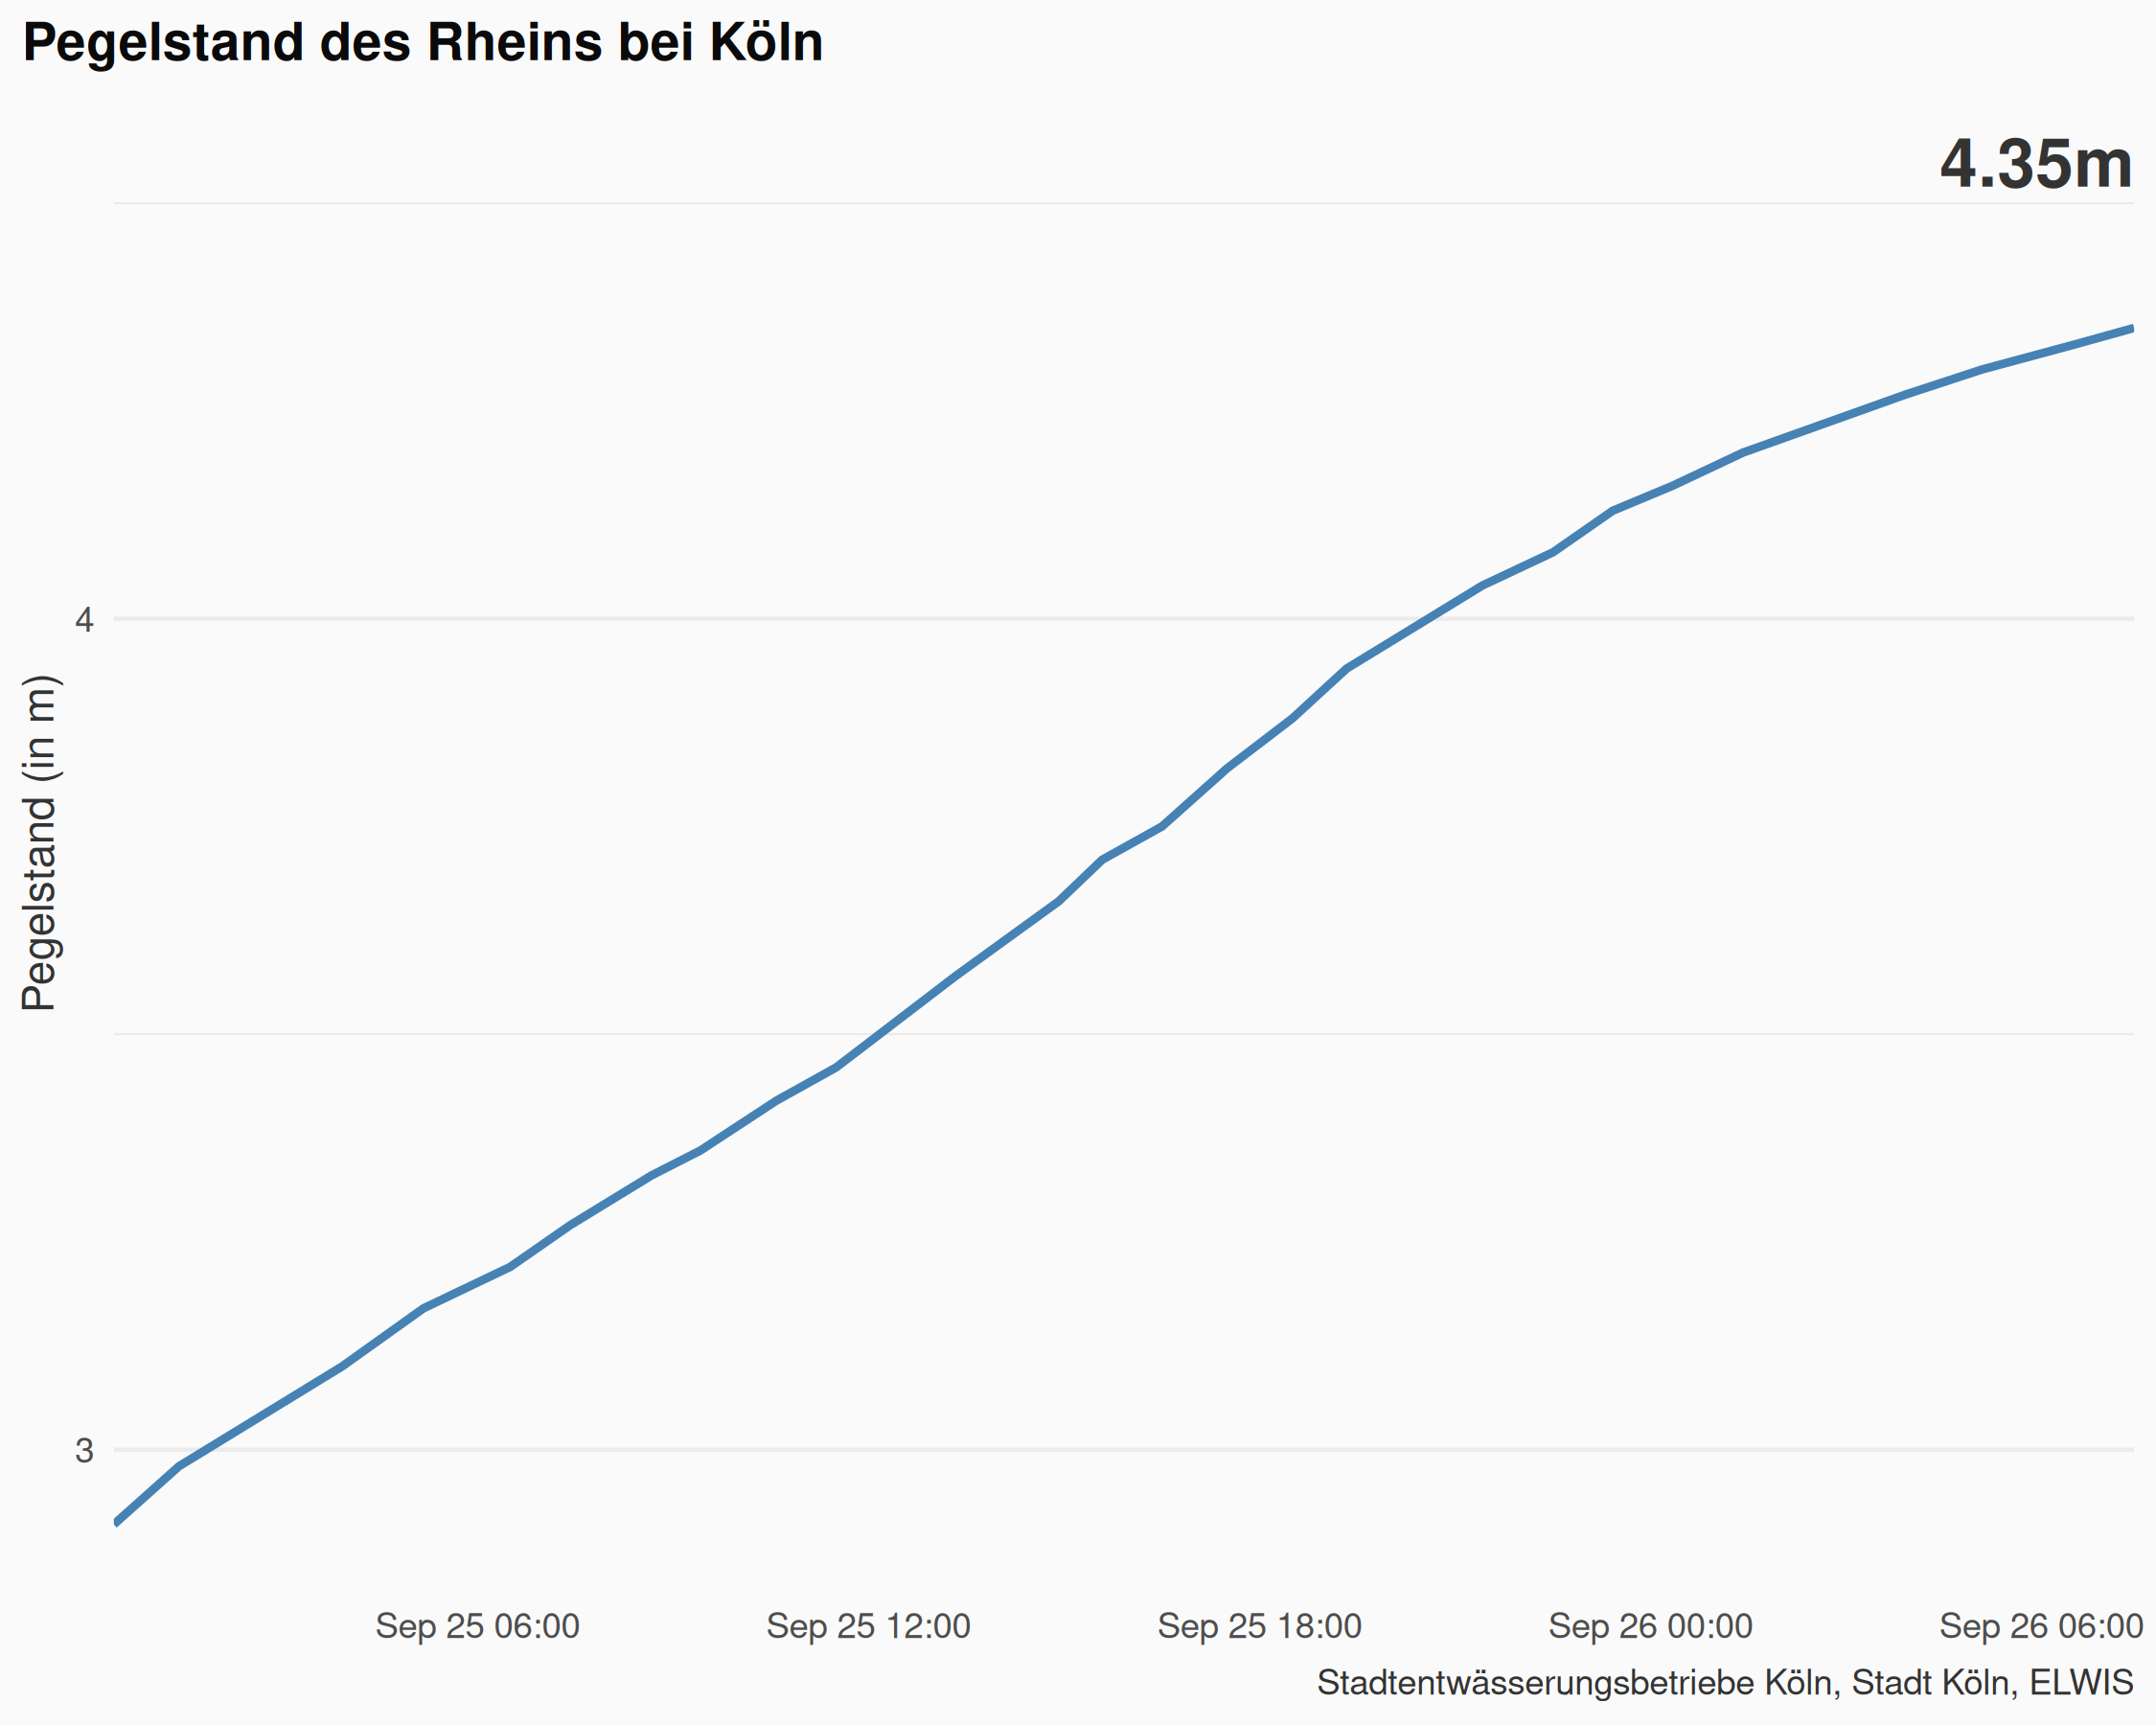 Pegelstand des Rheins bei Köln
4.35m
Pegelstand (in m)
4
3
Sep 25 06:00
Sep 25 12:00
Sep 25 18:00
Sep 26 00:00
Sep 26 06:00
Stadtentwässerungsbetriebe Köln, Stadt Köln, ELWIS